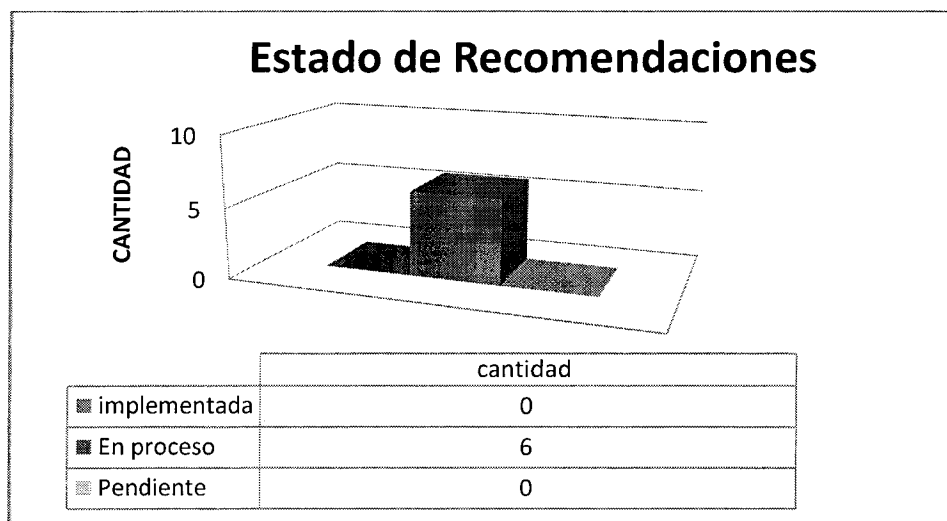 Estado de Recomendaciones
CANTIDAD
10
5
0
cantidad
implementada 0
En proceso 6
Pendiente 0